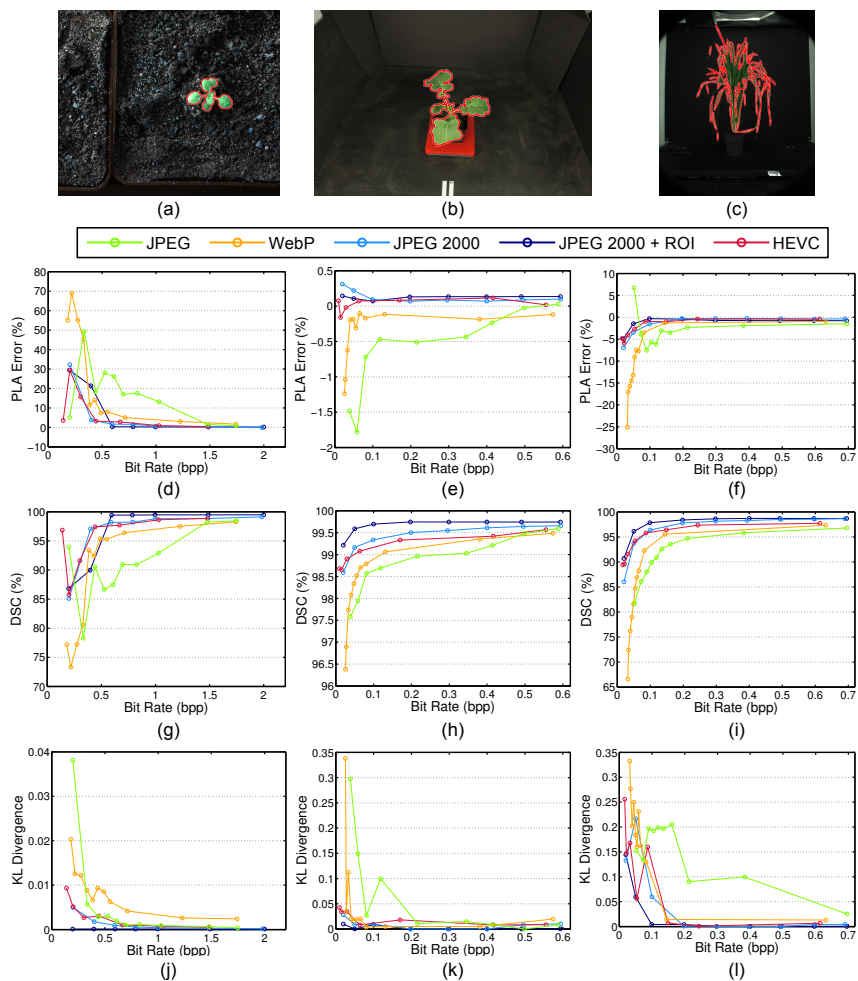 (a) (b) (c)
JPEG WebP JPEG 2000 JPEG 2000 + ROI HEVC
80
70
60
50
40
30
20
10
0
−10
PLA Error (%)
0 0.5 1 1.5 2
Bit Rate (bpp)
(d)
0.5
0
−0.5
−1
−1.5
−2
PLA Error (%)
0 0.1 0.2 0.3 0.4 0.5 0.6
Bit Rate (bpp)
(e)
10
5
0
−5
−10
−15
−20
−25
−30
PLA Error (%)
0 0.1 0.2 0.3 0.4 0.5 0.6 0.7
Bit Rate (bpp)
(f)
100
95
90
85
80
75
70
DSC (%)
0 0.5 1 1.5 2
Bit Rate (bpp)
(g)
100
99.5
99
98.5
98
97.5
97
96.5
96
DSC (%)
0 0.1 0.2 0.3 0.4 0.5 0.6
Bit Rate (bpp)
(h)
100
95
90
85
80
75
70
65
DSC (%)
0 0.1 0.2 0.3 0.4 0.5 0.6 0.7
Bit Rate (bpp)
(i)
0.04
0.03
0.02
0.01
0
KL Divergence
0 0.5 1 1.5 2
Bit Rate (bpp)
(j)
0.35
0.3
0.25
0.2
0.15
0.1
0.05
0
KL Divergence
0 0.1 0.2 0.3 0.4 0.5 0.6
Bit Rate (bpp)
(k)
0.35
0.3
0.25
0.2
0.15
0.1
0.05
0
KL Divergence
0 0.1 0.2 0.3 0.4 0.5 0.6 0.7
Bit Rate (bpp)
(l)